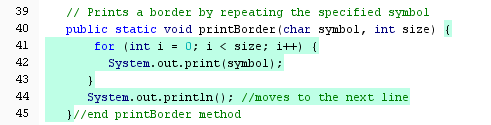 39 // Prints a border by repeating the specified symbol
40 public static void printBorder(char symbol, int size) {
41 for (int i = 0; i < size; i++) {
42 System.out.print(symbol);
43 }
44 System.out.println(); //moves to the next line
45 }//end printBorder method